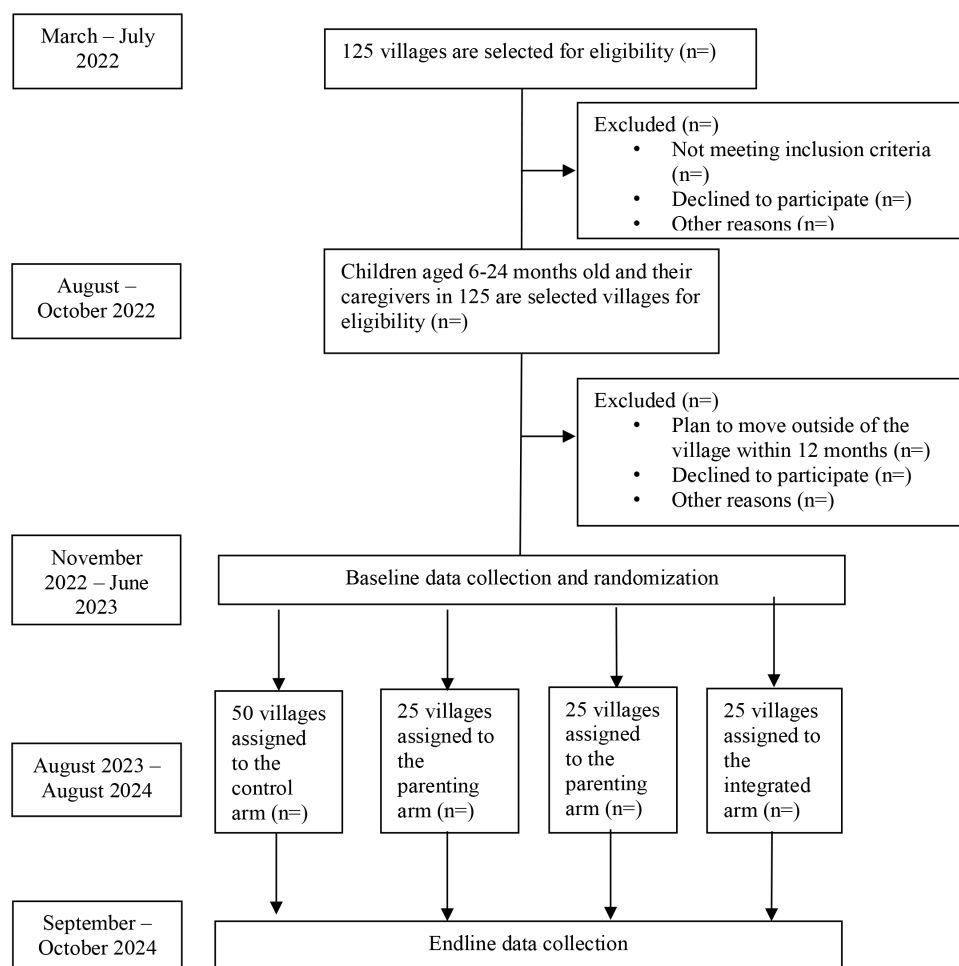 March – July
2022
125 villages are selected for eligibility (n=)
Excluded (n=)
• Not meeting inclusion criteria
(n=)
• Declined to participate (n=)
• Other reasons (n=)
August –
October 2022
Children aged 6-24 months old and their
caregivers in 125 are selected villages for
eligibility (n=)
Excluded (n=)
• Plan to move outside of the
village within 12 months (n=)
• Declined to participate (n=)
• Other reasons (n=)
November
2022 – June
2023
Baseline data collection and randomization
50 villages
assigned
to the
control
arm (n=)
25 villages
assigned to
the
parenting
arm (n=)
25 villages
assigned
to the
parenting
arm (n=)
25 villages
assigned to
the
integrated
arm (n=)
August 2023 –
August 2024
September –
October 2024
Endline data collection